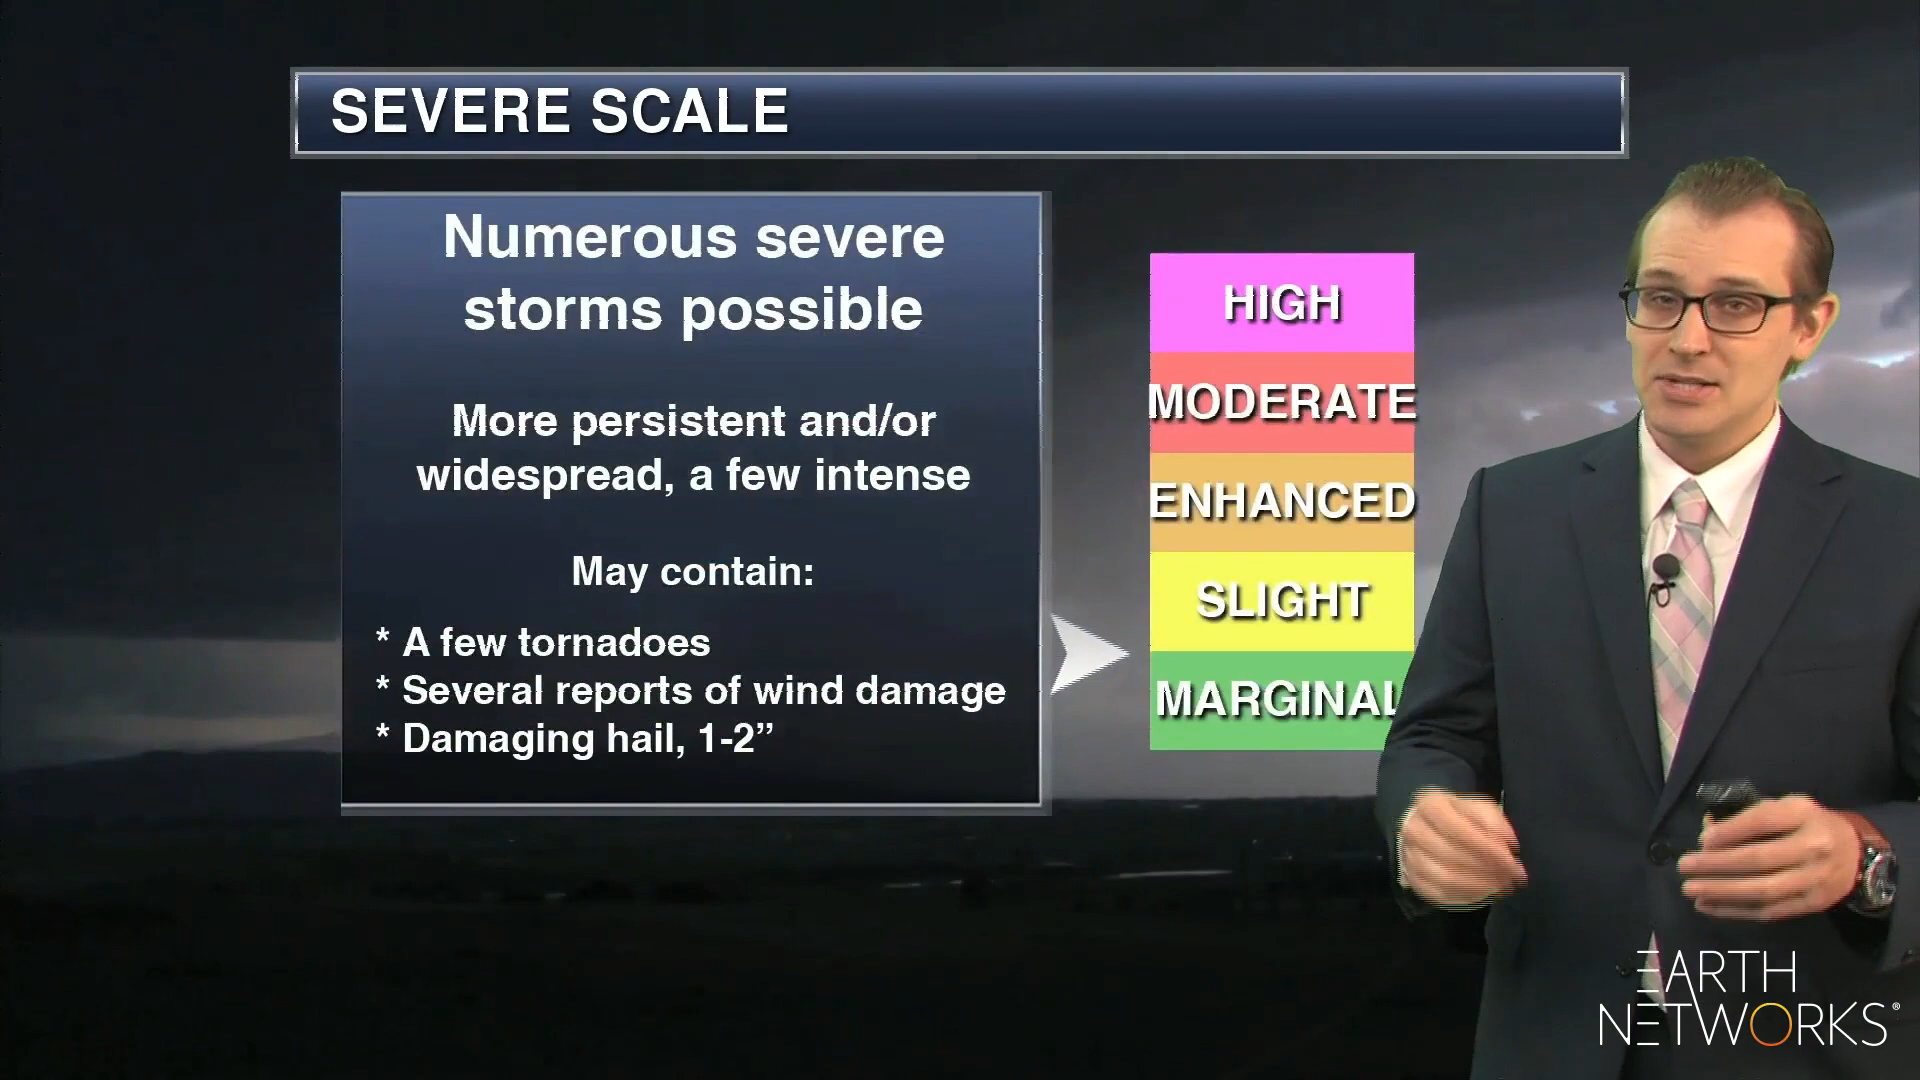 SEVERE SCALE
Numerous severe
storms possible
More persistent and/or
widespread, a few intense
May contain:
* A few tornadoes
* Several reports of wind damage
* Damaging hail, 1-2”
HIGH
MODERATE
ENHANCED
SLIGHT
MARGINAL
EARTH
NETWORKS®